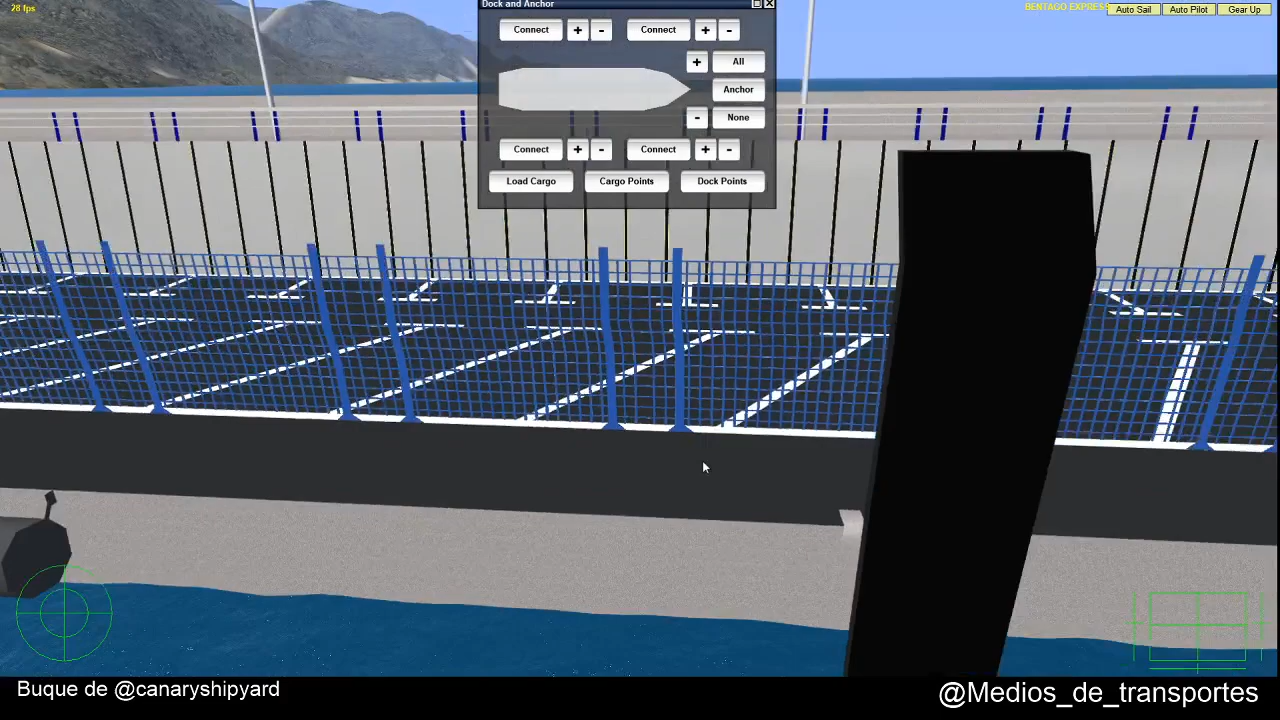 28 fps
Dock and Anchor
BENTAGO EXPRES
Auto Sail
Auto Pilot
Gear Up
Connect + -
Connect + -
+ All
Anchor
- None
Connect + -
Connect + -
Load Cargo
Cargo Points
Dock Points
Buque de @canaryshipyard
@Medios_de_transportes